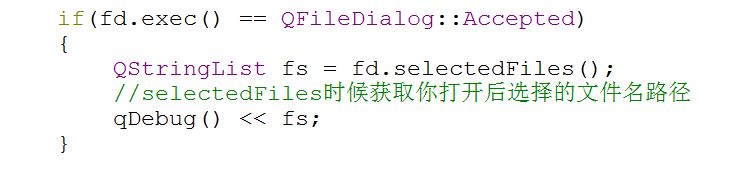 if(fd.exec() == QFileDialog::Accepted)
{
    QStringList fs = fd.selectedFiles();
    //selectedFiles时候获取你打开后选择的文件名路径
    qDebug() << fs;
}